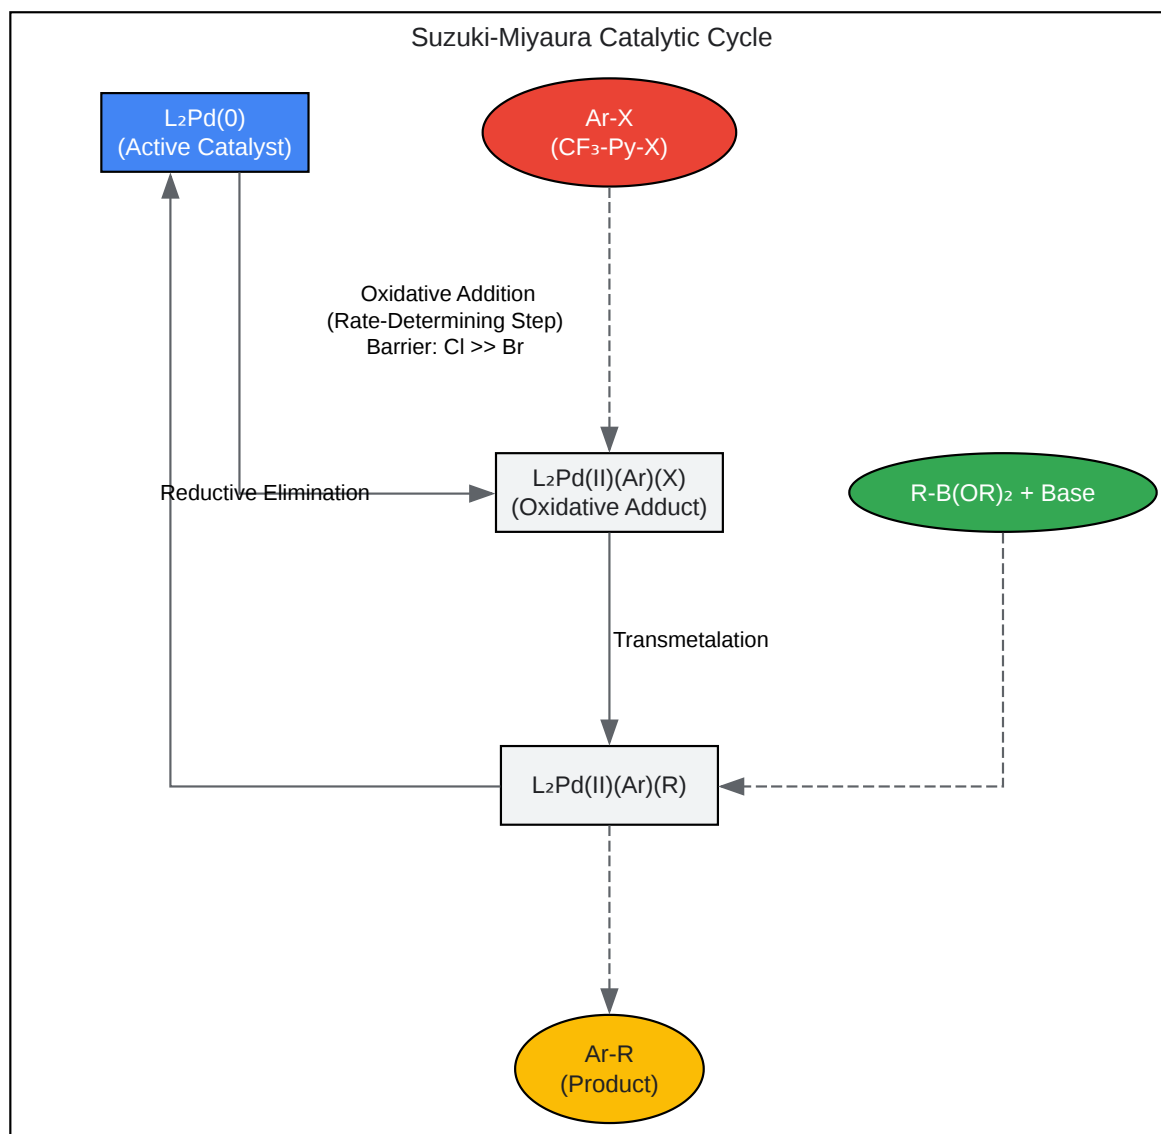 Suzuki-Miyaura Catalytic Cycle
L₂Pd(0)
(Active Catalyst)
Ar-X
(CF₃-Py-X)
Oxidative Addition
(Rate-Determining Step)
Barrier: Cl >> Br
L₂Pd(II)(Ar)(X)
(Oxidative Adduct)
R-B(OR)₂ + Base
Reductive Elimination
Transmetalation
L₂Pd(II)(Ar)(R)
Ar-R
(Product)